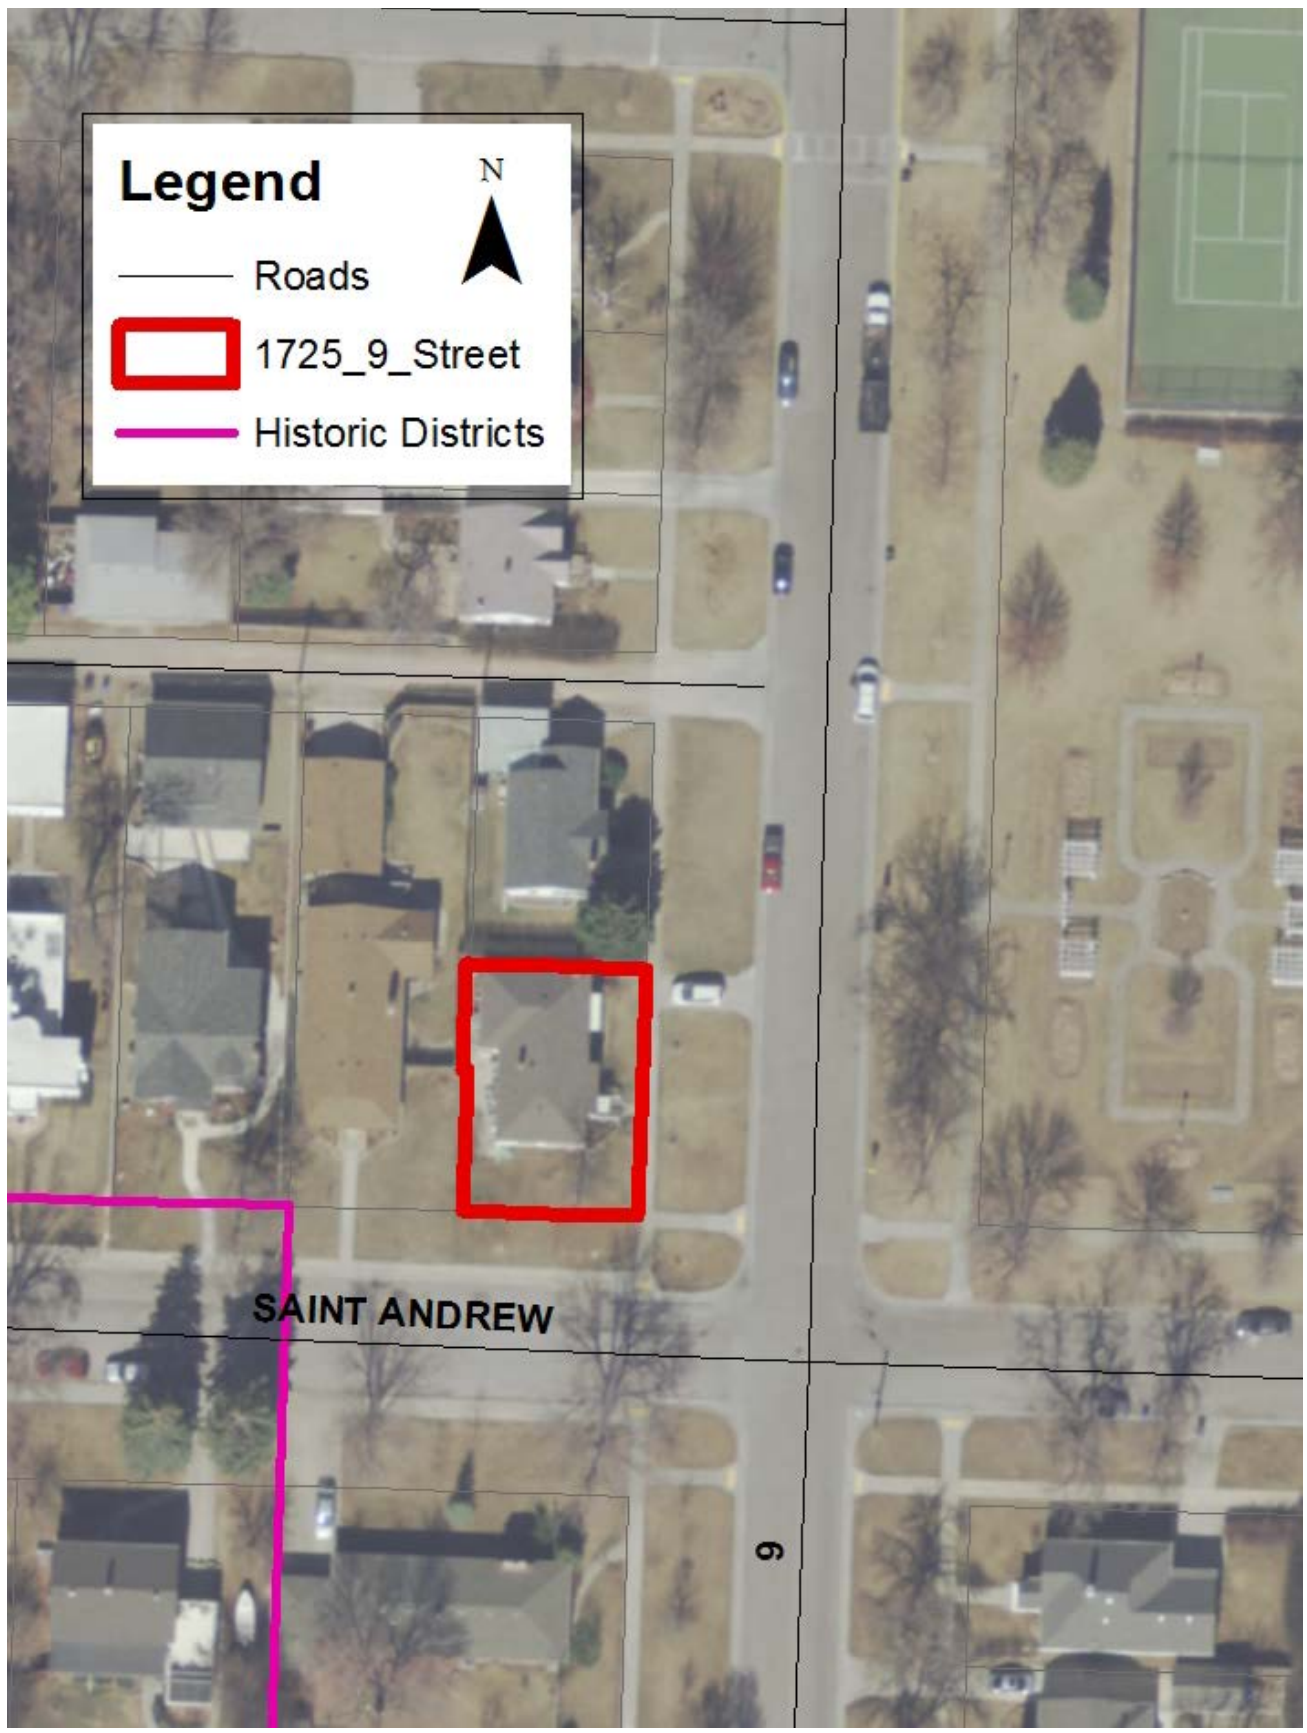 Legend
N
Roads
1725_9_Street
Historic Districts
SAINT ANDREW
9